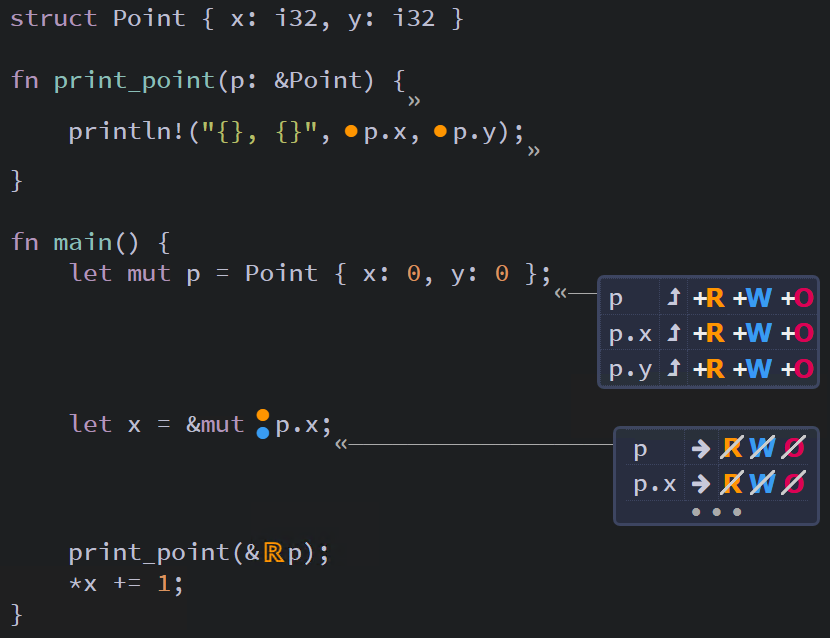 struct Point { x: i32, y: i32 }
fn print_point(p: &Point) {
»
println!("{}, {}", p.x, p.y);
»
}
fn main() {
let mut p = Point { x: 0, y: 0 };
«
p +R +W +O
p.x +R +W +O
p.y +R +W +O
let x = &mut p.x;
«
p R W O
p.x R W O
print_point(&Rp);
*x += 1;
}